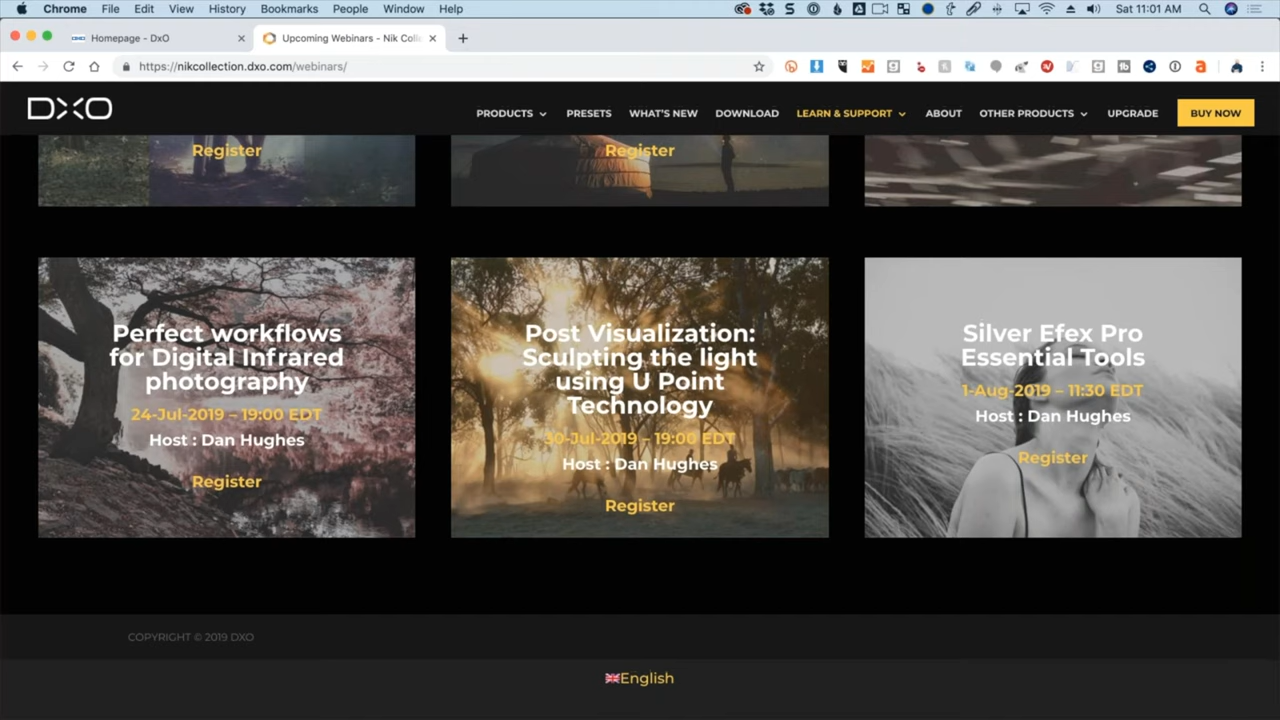 Chrome File Edit View History Bookmarks People Window Help Sat 11:01 AM
Homepage - DxO
Upcoming Webinars - Nik Colle
https://nikcollection.dxo.com/webinars/
DXO
PRODUCTS PRESETS WHAT'S NEW DOWNLOAD LEARN & SUPPORT ABOUT OTHER PRODUCTS UPGRADE BUY NOW
Register
Register
Perfect workflows
for Digital Infrared
photography
24-Jul-2019 – 19:00 EDT
Host : Dan Hughes
Register
Post Visualization:
Sculpting the light
using U Point
Technology
30-Jul-2019 – 19:00 EDT
Host : Dan Hughes
Register
Silver Efex Pro
Essential Tools
1-Aug-2019 – 11:30 EDT
Host : Dan Hughes
Register
COPYRIGHT © 2019 DXO
English